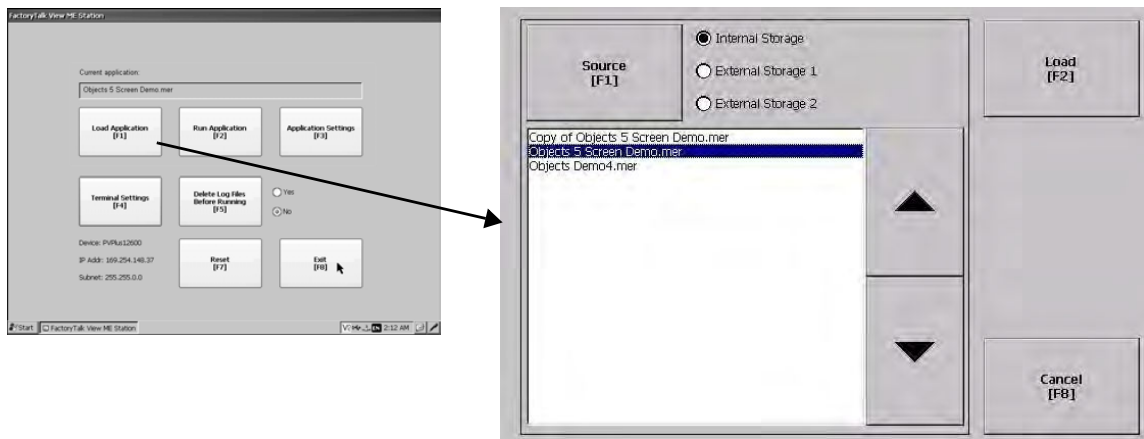 FactoryTalk View ME Station
Current application:
Objects 5 Screen Demo.mer
Load Application
[F1]
Run Application
[F2]
Application Settings
[F3]
Terminal Settings
[F4]
Delete Log Files
Before Running
[F5]
Yes
No
Device: PVPlus12600
IP Addr: 169.254.148.37
Subnet: 255.255.0.0
Reset
[F7]
Exit
[F8]
Start
FactoryTalk View ME Station
EN
2:12 AM
Source
[F1]
Internal Storage
External Storage 1
External Storage 2
Load
[F2]
Copy of Objects 5 Screen Demo.mer
Objects 5 Screen Demo.mer
Objects Demo4.mer
Cancel
[F8]